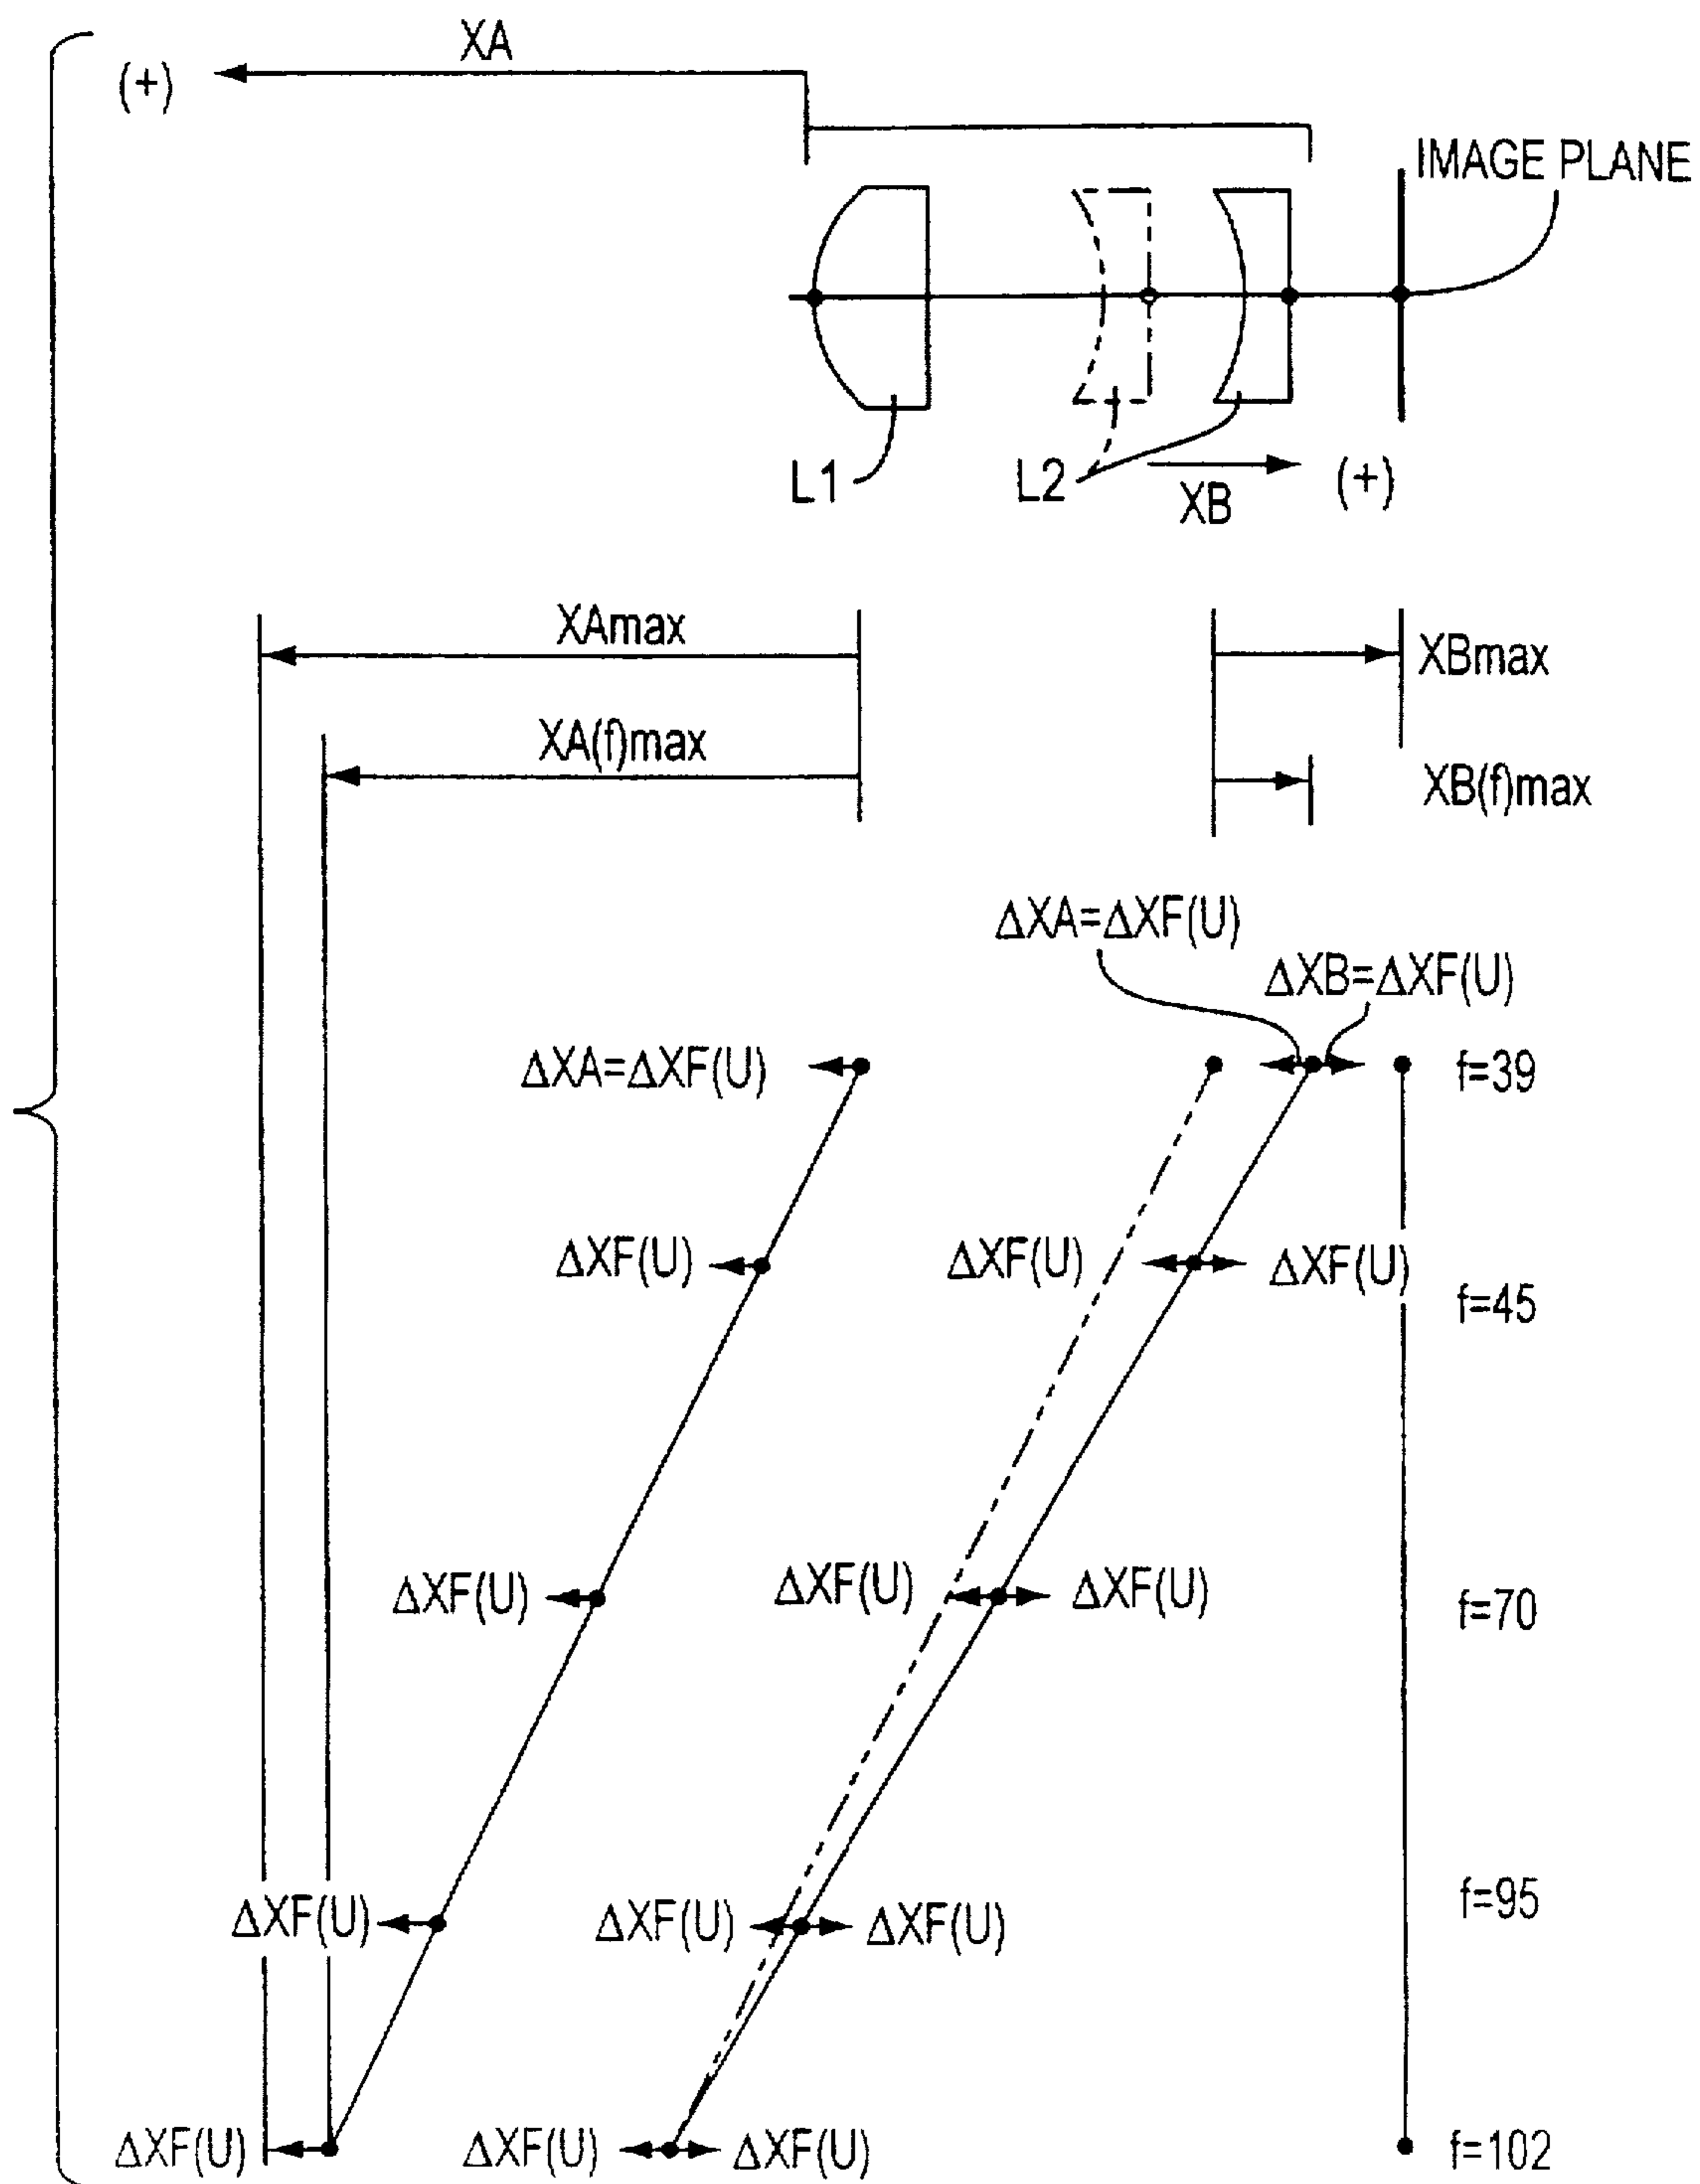 XA
(+)
IMAGE PLANE
L1
L2
XB
(+)
XAmax
XBmax
XA(f)max
XB(f)max
ΔXA=ΔXF(U)
ΔXB=ΔXF(U)
ΔXA=ΔXF(U)
f=39
ΔXF(U)
ΔXF(U)
ΔXF(U)
f=45
ΔXF(U)
ΔXF(U)
ΔXF(U)
f=70
ΔXF(U)
ΔXF(U)
ΔXF(U)
f=95
ΔXF(U)
ΔXF(U)
ΔXF(U)
f=102